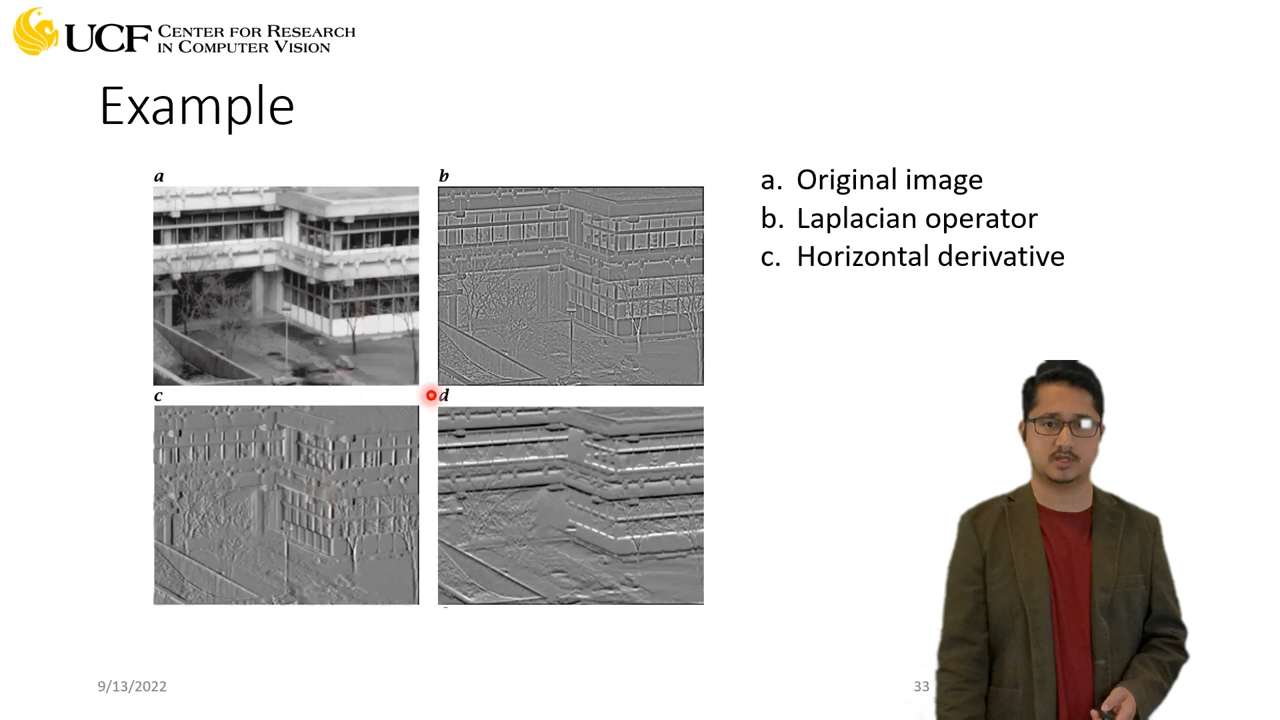 UCF CENTER FOR RESEARCH
IN COMPUTER VISION
Example
a
b
a. Original image
b. Laplacian operator
c. Horizontal derivative
c
d
9/13/2022
33